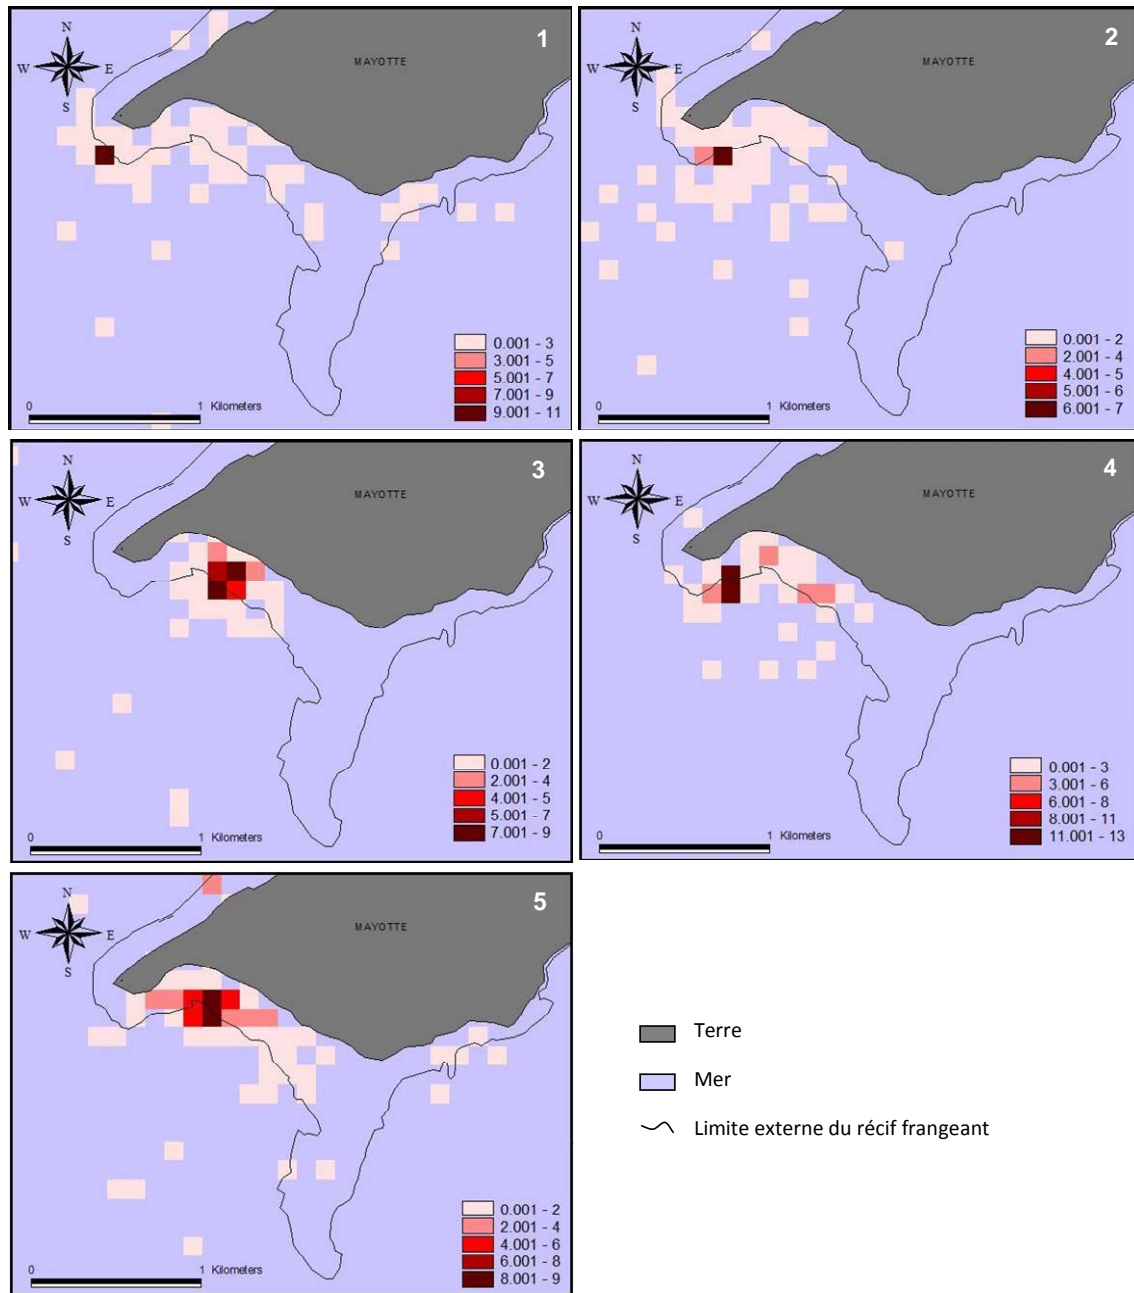 1
N
W E
S
MAYOTTE
0.001 - 3
3.001 - 5
5.001 - 7
7.001 - 9
9.001 - 11
0 1 Kilometers
2
N
W E
S
MAYOTTE
0.001 - 2
2.001 - 4
4.001 - 5
5.001 - 6
6.001 - 7
0 1 Kilometers
3
N
W E
S
MAYOTTE
0.001 - 2
2.001 - 4
4.001 - 5
5.001 - 7
7.001 - 9
0 1 Kilometers
4
N
W E
S
MAYOTTE
0.001 - 3
3.001 - 6
6.001 - 8
8.001 - 11
11.001 - 13
0 1 Kilometers
5
N
W E
S
MAYOTTE
0.001 - 2
2.001 - 4
4.001 - 6
6.001 - 8
8.001 - 9
0 1 Kilometers
Terre
Mer
Limite externe du récif frangeant